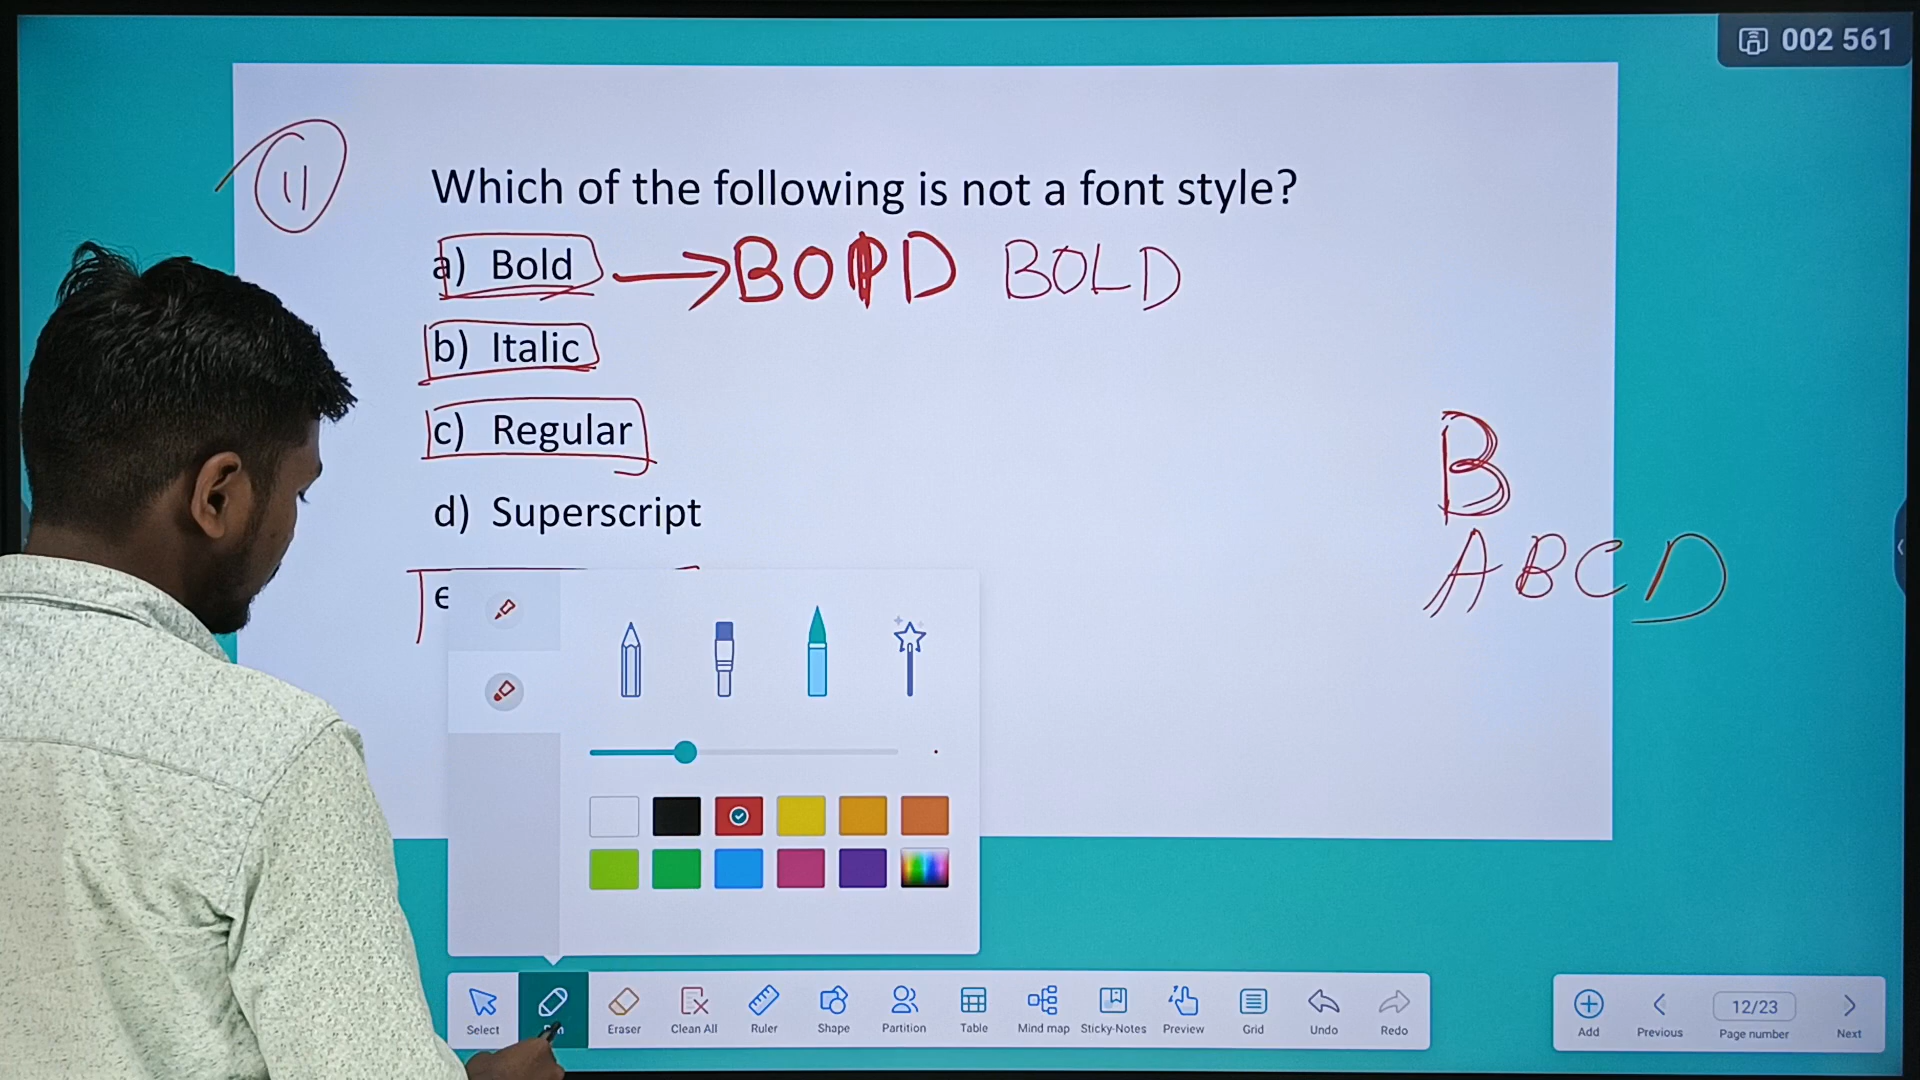 002 561
11
Which of the following is not a font style?
a) Bold → BOLD BOLD
b) Italic
c) Regular
B
d) Superscript
A B C D
e
Select
Eraser
Clean All
Ruler
Shape
Partition
Table
Mind map
Sticky-Notes
Preview
Grid
Undo
Redo
Add
Previous
12/23
Page number
Next